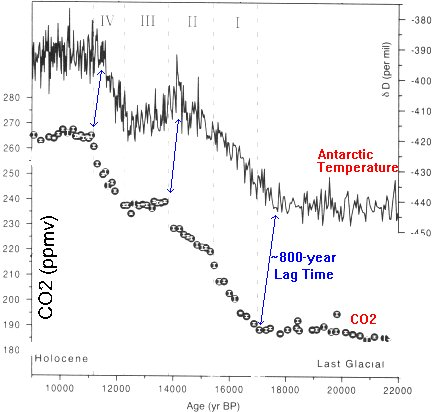 IV III II I
-380
-390
-400
-410
-420
-430
-440
-450
δ D (per mil)
280
270
260
240
230
220
210
200
190
180
CO2 (ppmv)
Antarctic
Temperature
~800-year
Lag Time
CO2
Holocene
Last Glacial
10000 12000 14000 16000 18000 20000 22000
Age (yr BP)